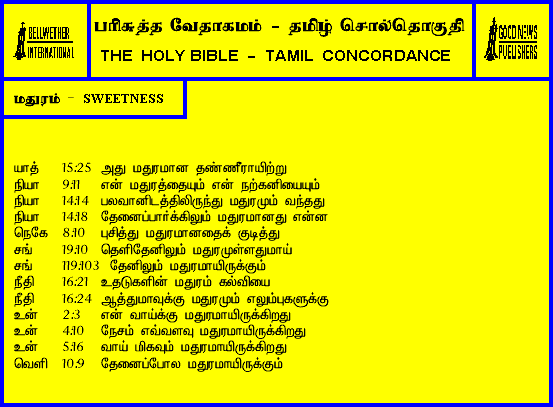 BELLWETHER
INTERNATIONAL
பரிசுத்த வேதாகமம் - தமிழ் சொல்தொகுதி
THE HOLY BIBLE - TAMIL CONCORDANCE
GOOD NEWS
PUBLISHERS
மதுரம் - SWEETNESS
யாத் 15:25 அது மதுரமான தண்ணீராயிற்று
நியா 9:11 என் மதுரத்தையும் என் நற்கனியையும்
நியா 14:14 பலவானிடத்திலிருந்து மதுரமும் வந்தது
நியா 14:18 தேனைப்பார்க்கிலும் மதுரமானது என்ன
நெகே 8:10 புசித்து மதுரமானதைக் குடித்து
சங் 19:10 தெளிதேனிலும் மதுரமுள்ளதுமாய்
சங் 119:103 தேனிலும் மதுரமாயிருக்கும்
நீதி 16:21 உதடுகளின் மதுரம் கல்வியை
நீதி 16:24 ஆத்துமாவுக்கு மதுரமும் எலும்புகளுக்கு
உன் 2:3 என் வாய்க்கு மதுரமாயிருக்கிறது
உன் 4:10 நேசம் எவ்வளவு மதுரமாயிருக்கிறது
உன் 5:16 வாய் மிகவும் மதுரமாயிருக்கிறது
வெளி 10:9 தேனைப்போல மதுரமாயிருக்கும்